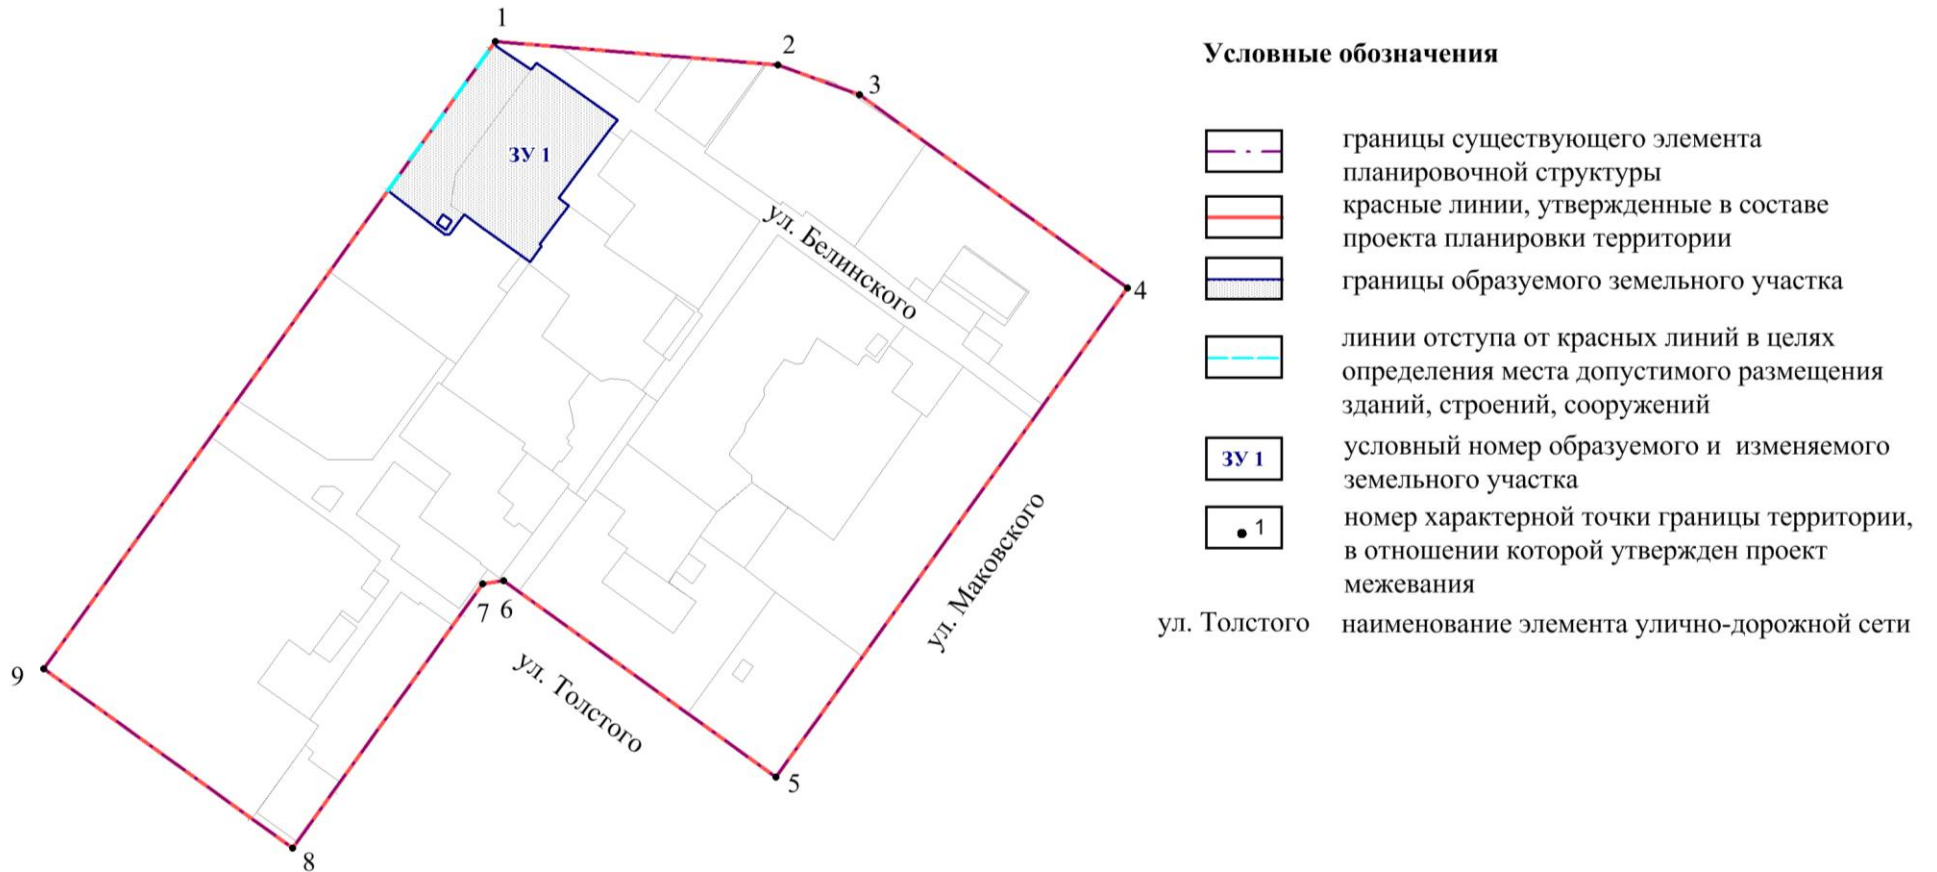 1
2
3
ЗУ 1
ул. Белинского
4
ул. Маковского
7 6
ул. Толстого
9
5
8
Условные обозначения
границы существующего элемента
планировочной структуры
красные линии, утвержденные в составе
проекта планировки территории
границы образуемого земельного участка
линии отступа от красных линий в целях
определения места допустимого размещения
зданий, строений, сооружений
ЗУ 1
условный номер образуемого и изменяемого
земельного участка
1
номер характерной точки границы территории,
в отношении которой утвержден проект
межевания
ул. Толстого наименование элемента улично-дорожной сети